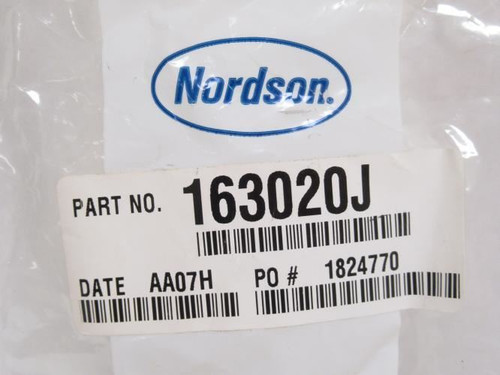 Nordson.
PART NO. 163020J
DATE AA07H PO # 1824770